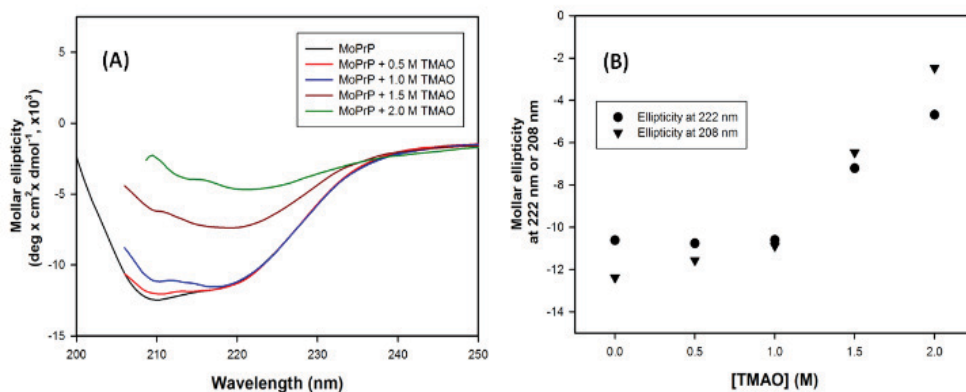 (A)
MoPrP
MoPrP + 0.5 M TMAO
MoPrP + 1.0 M TMAO
MoPrP + 1.5 M TMAO
MoPrP + 2.0 M TMAO
Mollar ellipticity
(deg x cm² x dmol⁻¹, x10³)
5
0
-5
-10
-15
200 210 220 230 240 250
Wavelength (nm)
(B)
Ellipticity at 222 nm
Ellipticity at 208 nm
Mollar ellipticity
at 222 nm or 208 nm
0
-2
-4
-6
-8
-10
-12
-14
0.0 0.5 1.0 1.5 2.0
[TMAO] (M)